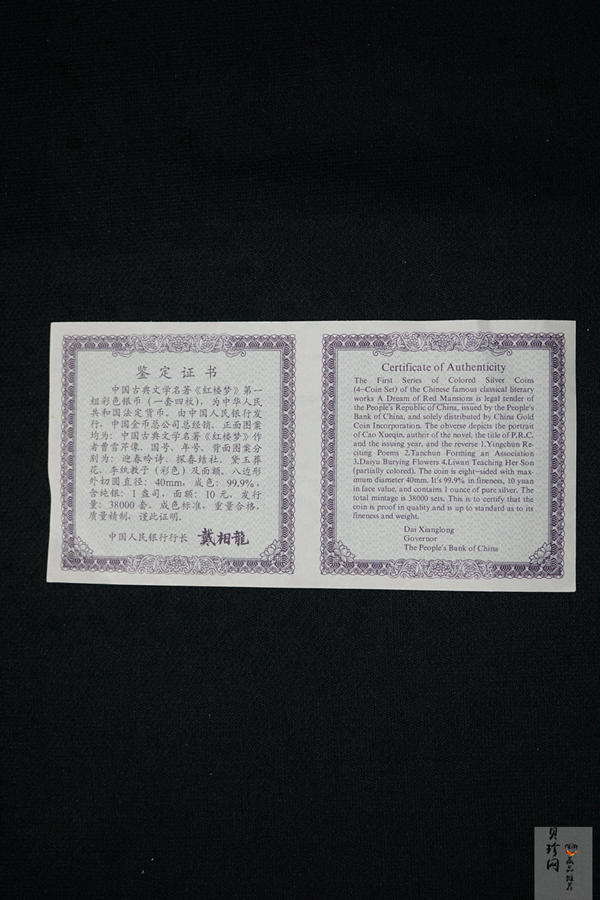 鉴定证书
中国古典文学名著《红楼梦》第一
组彩色银币（一套四枚），为中华人民
共和国法定货币。由中国人民银行发
行，中国金币总公司总经销。正面图案
均为：中国古典文学名著《红楼梦》作
者曹雪芹像、国号、年号。背面图案分
别为：迎春咏诗、探春结社、黛玉葬
花、李纨教子（彩色）及面额。八边形
外切圆直径：40mm，成色：99.9%，
含纯银：1盎司，面额：10元，发行
量：38000套。成色标准，重量合格，
质量精制，谨此证明。
中国人民银行行长 戴相龍
Certificate of Authenticity
The First Series of Colored Silver Coins
(4-Coin Set) of the Chinese famous classical literary
works A Dream of Red Mansions is legal tender of
the People's Republic of China, issued by the People's
Bank of China, and solely distributed by China Gold
Coin Incorporation. The obverse depicts the portrait
of Cao Xueqin, author of the novel, the title of P.R.C.
and the issuing year, and the reverse 1.Yingchun Re-
citing Poems 2.Tanchun Forming an Association
3.Daiyu Burying Flowers 4.Liwan Teaching Her Son
(partially colored). The coin is eight-sided with max-
imum diameter 40mm. It's 99.9% in fineness, 10 yuan
in face value, and contains 1 ounce of pure silver. The
total mintage is 38000 sets. This is to certify that the
coin is proof in quality and is up to standard as to its
fineness and weight.
Dai Xianglong
Governor
The People's Bank of China
贝珍网
藏品推荐